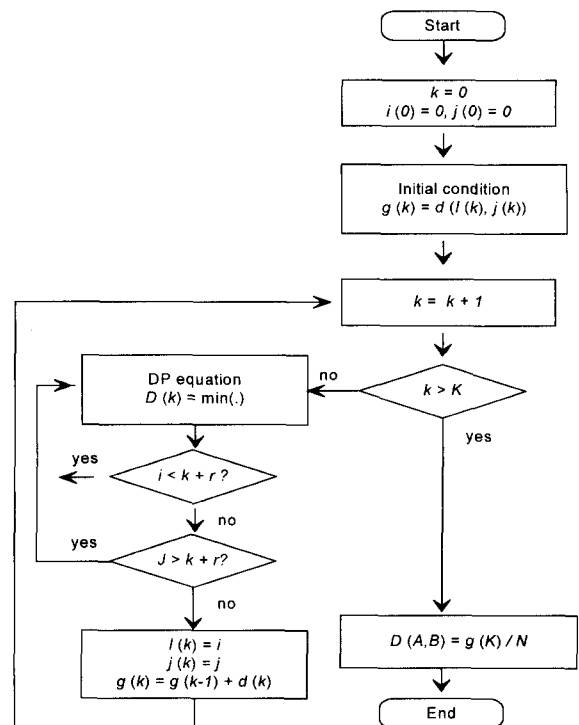 Start
k = 0
i (0) = 0, j (0) = 0
Initial condition
g (k) = d (I (k), j (k))
k = k + 1
k > K
no
yes
DP equation
D (k) = min(.)
i < k + r ?
yes
no
J > k + r?
yes
no
I (k) = i
j (k) = j
g (k) = g (k-1) + d (k)
D (A,B) = g (K) / N
End